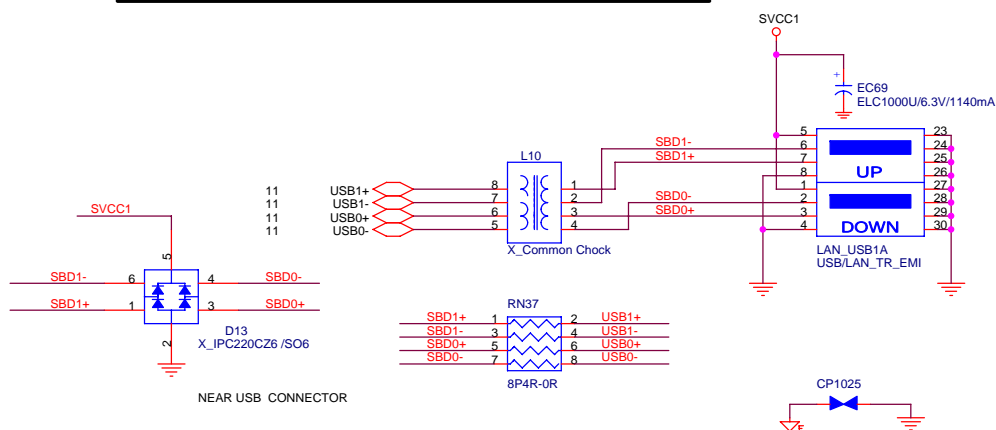 SVCC1
+
EC69
ELC1000U/6.3V/1140mA
5 23
SBD1- 6 24
L10 SBD1+ 7 25
8 UP 26
11 USB1+ 8 1 1 27
11 USB1- 7 2 SBD0- 2 28
11 USB0+ 6 3 SBD0+ 3 29
11 USB0- 5 4 4 DOWN 30
X_Common Chock
LAN_USB1A
USB/LAN_TR_EMI
SVCC1
5
SBD1- 6 4 SBD0-
SBD1+ 1 3 SBD0+
2
D13
X_IPC220CZ6 /SO6
NEAR USB CONNECTOR
RN37
SBD1+ 1 2 USB1+
SBD1- 3 4 USB1-
SBD0+ 5 6 USB0+
SBD0- 7 8 USB0-
8P4R-0R
CP1025